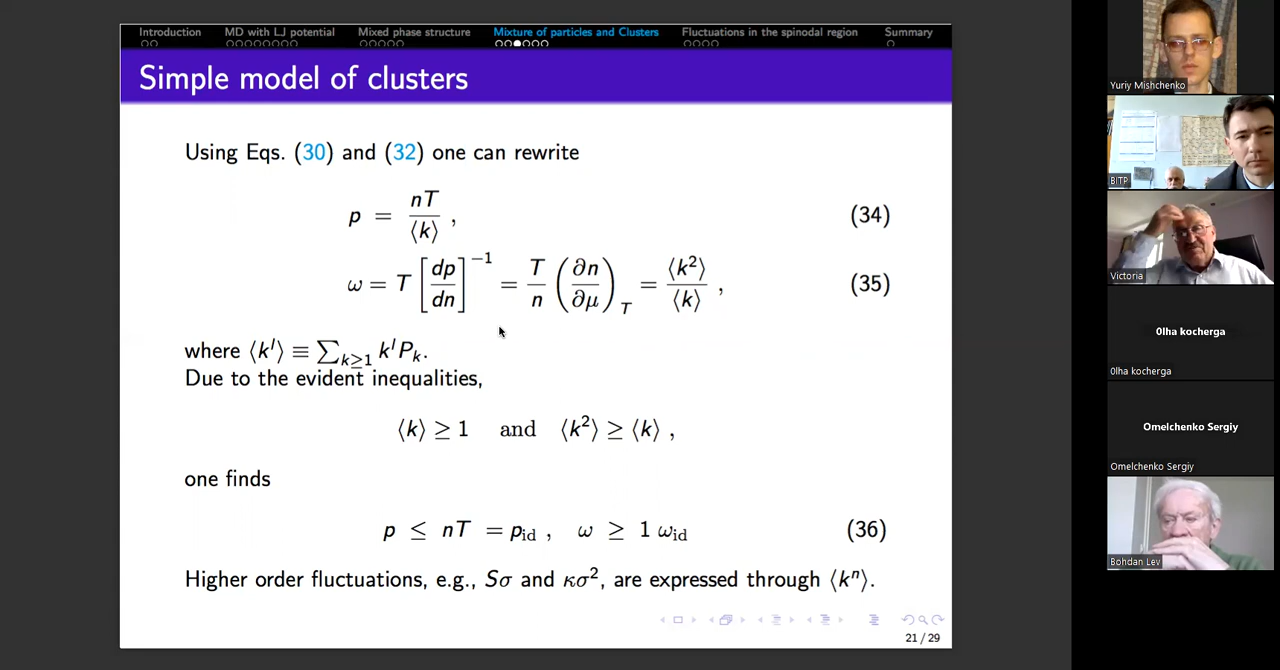 Introduction MD with LJ potential Mixed phase structure Mixture of particles and Clusters Fluctuations in the spinodal region Summary
Simple model of clusters
Using Eqs. (30) and (32) one can rewrite
p = nT / ⟨k⟩ , (34)
ω = T [dp/dn]⁻¹ = T/n (∂n/∂μ)_T = ⟨k²⟩/⟨k⟩ , (35)
where ⟨kˡ⟩ ≡ ∑_{k≥1} kˡP_k.
Due to the evident inequalities,
⟨k⟩ ≥ 1 and ⟨k²⟩ ≥ ⟨k⟩ ,
one finds
p ≤ nT = p_id , ω ≥ 1 ω_id (36)
Higher order fluctuations, e.g., Sσ and κσ², are expressed through ⟨kⁿ⟩.
21 / 29
Yuriy Mishchenko
BITP
Victoria
Olha kocherga
Olha kocherga
Omelchenko Sergiy
Omelchenko Sergiy
Bohdan Lev